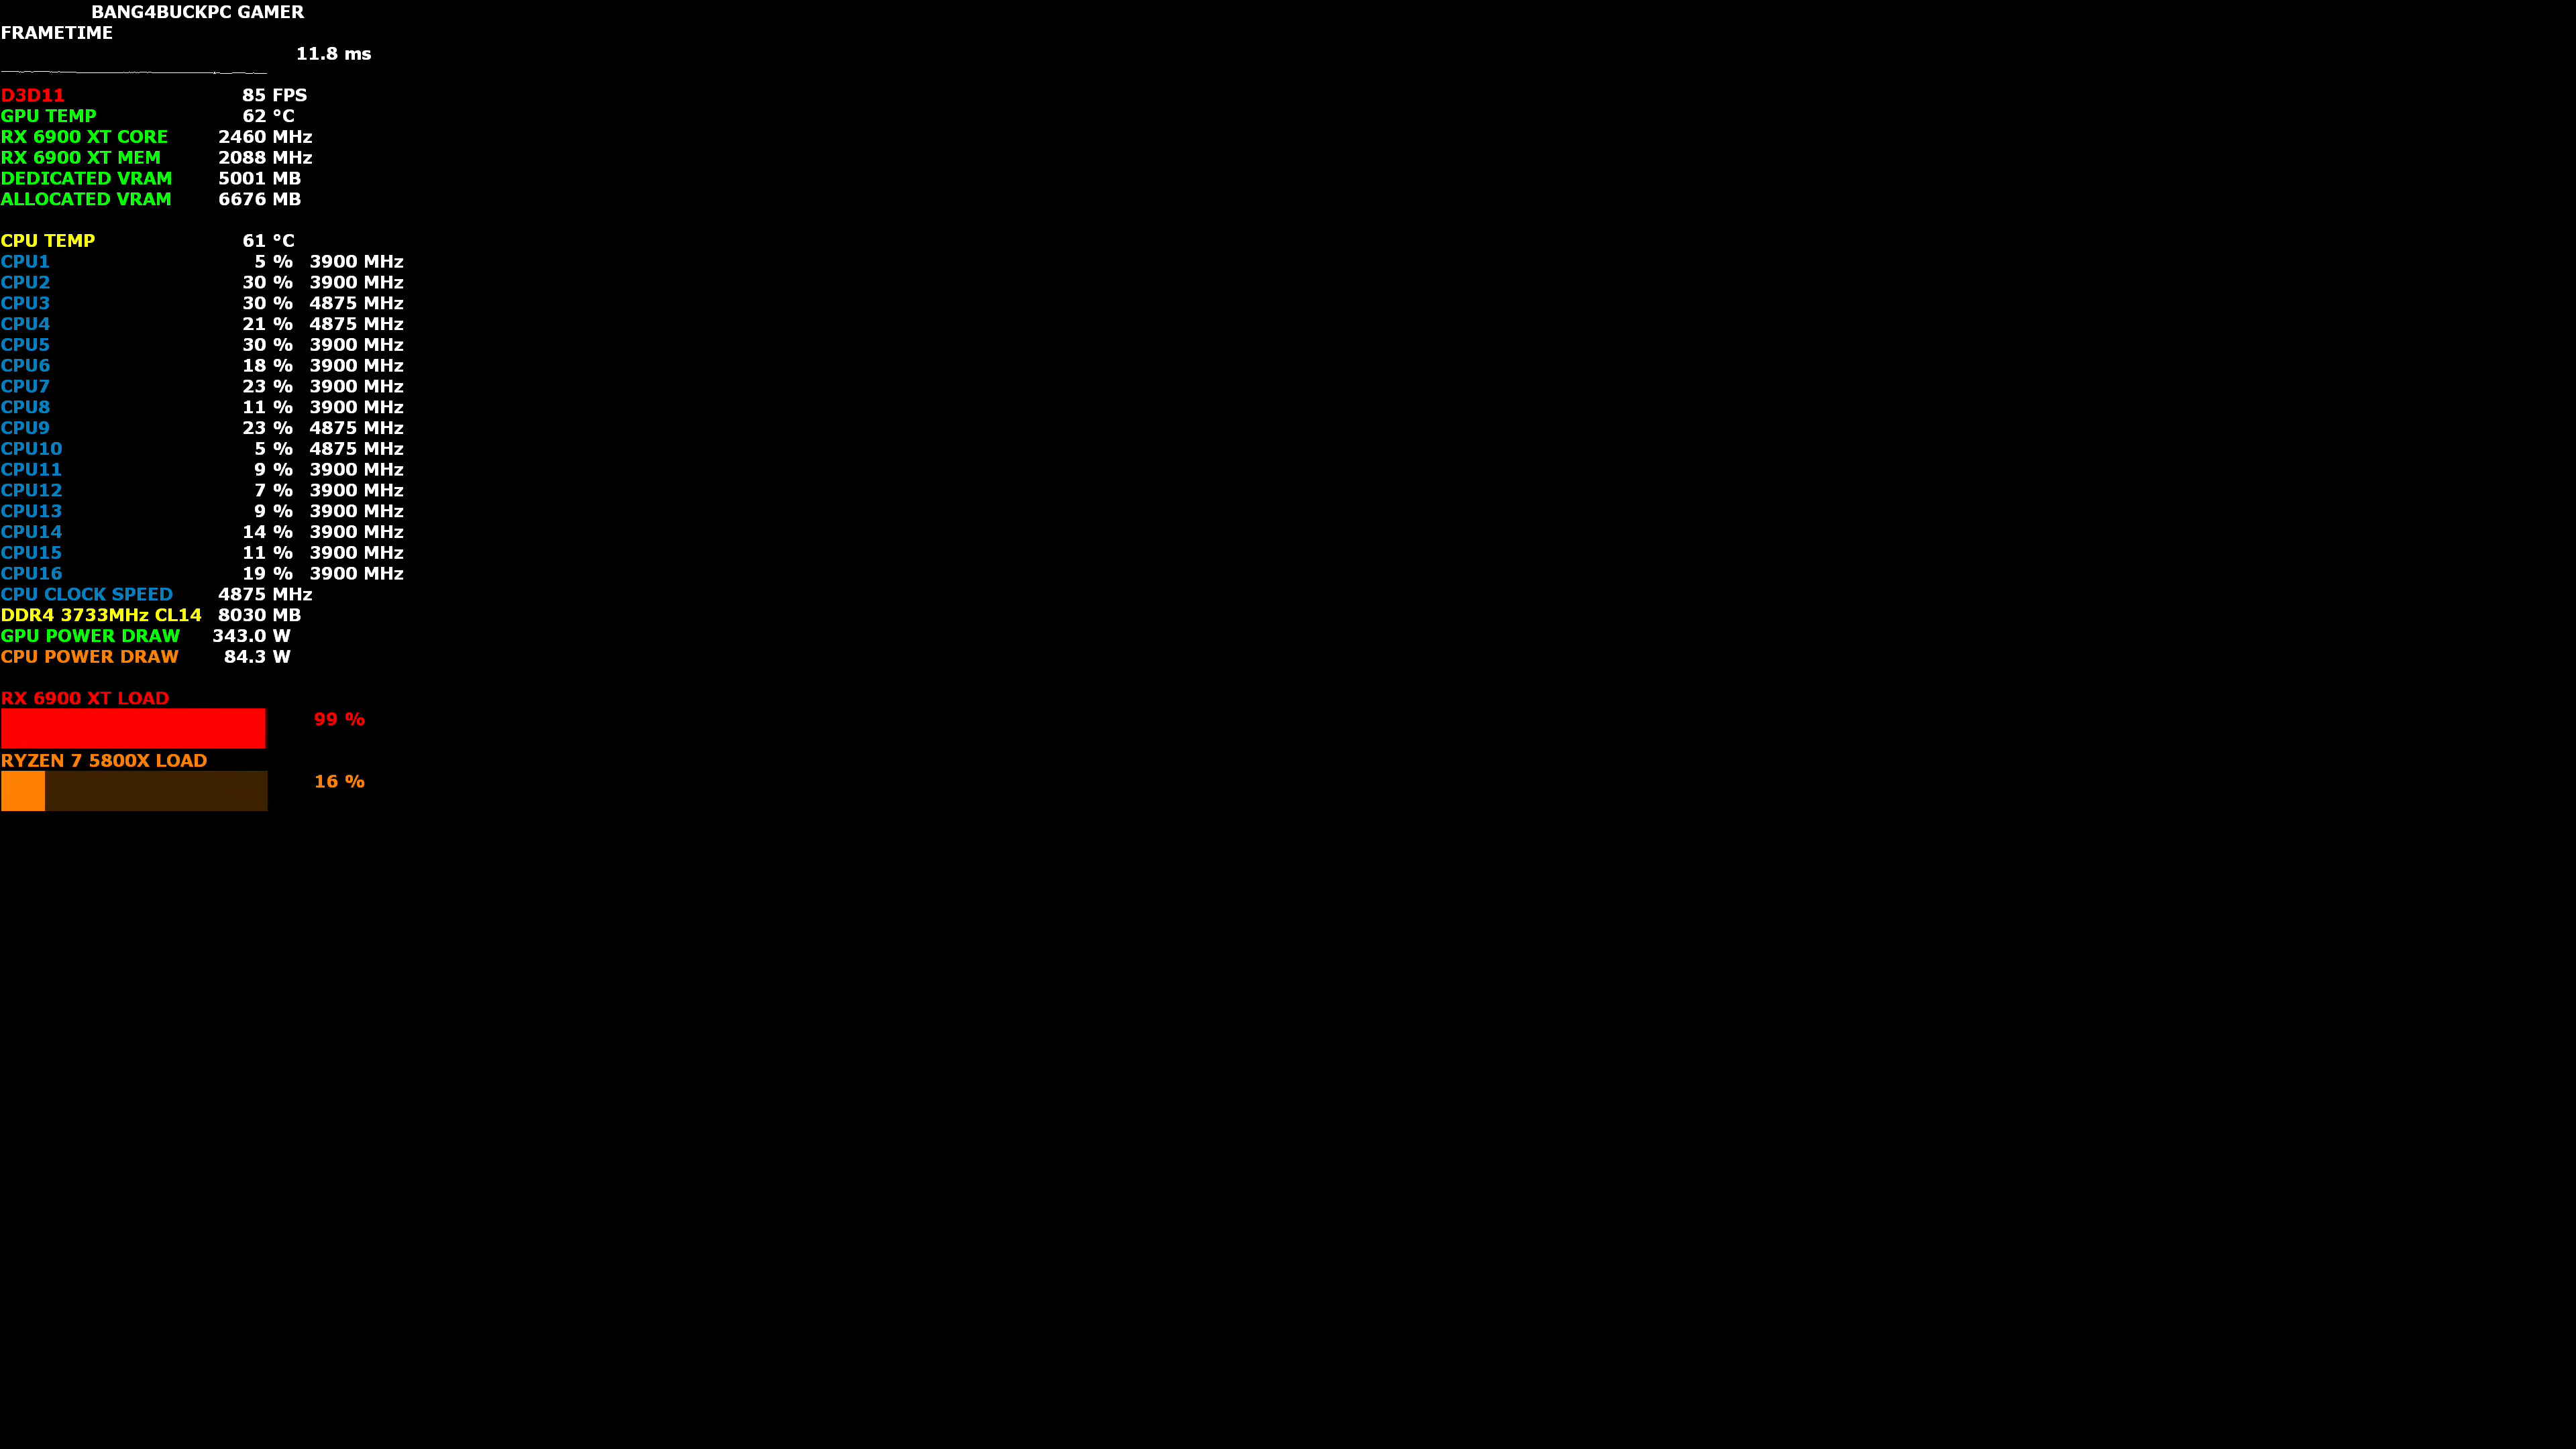 BANG4BUCKPC GAMER
FRAMETIME
11.8 ms
D3D11 85 FPS
GPU TEMP 62 °C
RX 6900 XT CORE 2460 MHz
RX 6900 XT MEM 2088 MHz
DEDICATED VRAM 5001 MB
ALLOCATED VRAM 6676 MB
CPU TEMP 61 °C
CPU1 5 % 3900 MHz
CPU2 30 % 3900 MHz
CPU3 30 % 4875 MHz
CPU4 21 % 4875 MHz
CPU5 30 % 3900 MHz
CPU6 18 % 3900 MHz
CPU7 23 % 3900 MHz
CPU8 11 % 3900 MHz
CPU9 23 % 4875 MHz
CPU10 5 % 4875 MHz
CPU11 9 % 3900 MHz
CPU12 7 % 3900 MHz
CPU13 9 % 3900 MHz
CPU14 14 % 3900 MHz
CPU15 11 % 3900 MHz
CPU16 19 % 3900 MHz
CPU CLOCK SPEED 4875 MHz
DDR4 3733MHz CL14 8030 MB
GPU POWER DRAW 343.0 W
CPU POWER DRAW 84.3 W
RX 6900 XT LOAD
99 %
RYZEN 7 5800X LOAD
16 %